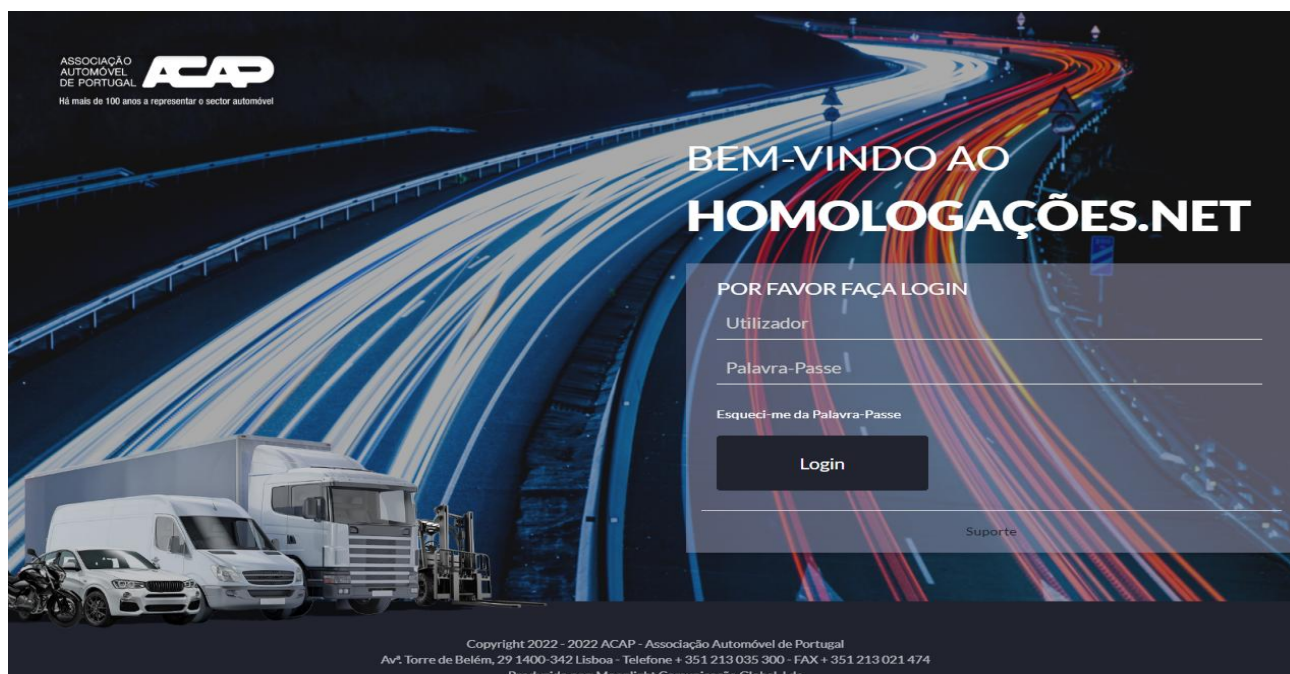 ASSOCIAÇÃO
AUTOMÓVEL
DE PORTUGAL
ACAP
Há mais de 100 anos a representar o sector automóvel
BEM-VINDO AO
HOMOLOGAÇÕES.NET
POR FAVOR FAÇA LOGIN
Utilizador
Palavra-Passe
Esqueci-me da Palavra-Passe
Login
Suporte
Copyright 2022 - 2022 ACAP - Associação Automóvel de Portugal
Avª. Torre de Belém, 29 1400-342 Lisboa - Telefone + 351 213 035 300 - FAX + 351 213 021 474